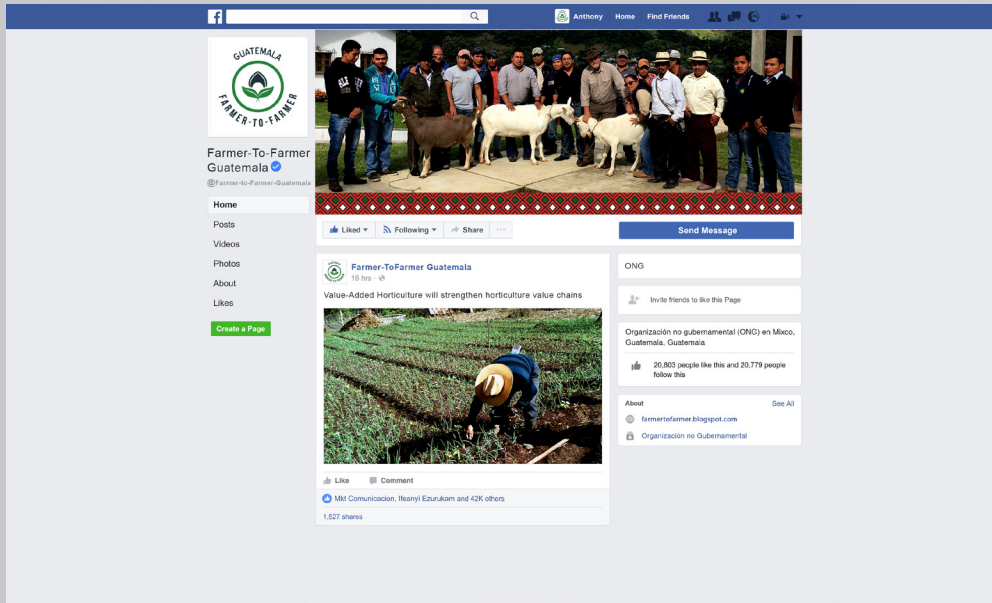 f
Anthony Home Find Friends
GUATEMALA
FARMER-TO-FARMER
Farmer-To-Farmer
Guatemala
@Farmer-to-Farmer-Guatemala
Home
Posts
Videos
Photos
About
Likes
Create a Page
Liked Following Share ...
Send Message
Farmer-ToFarmer Guatemala
16 hrs ·
Value-Added Horticulture will strengthen horticulture value chains
Like Comment
Mkt Comunicacion, Ifeanyi Ezurukam and 42K others
1,527 shares
ONG
Invite friends to like this Page
Organización no gubernamental (ONG) en Mixco,
Guatemala, Guatemala
20,803 people like this and 20,779 people
follow this
About See All
farmertofarmer.blogspot.com
Organización no Gubernamental